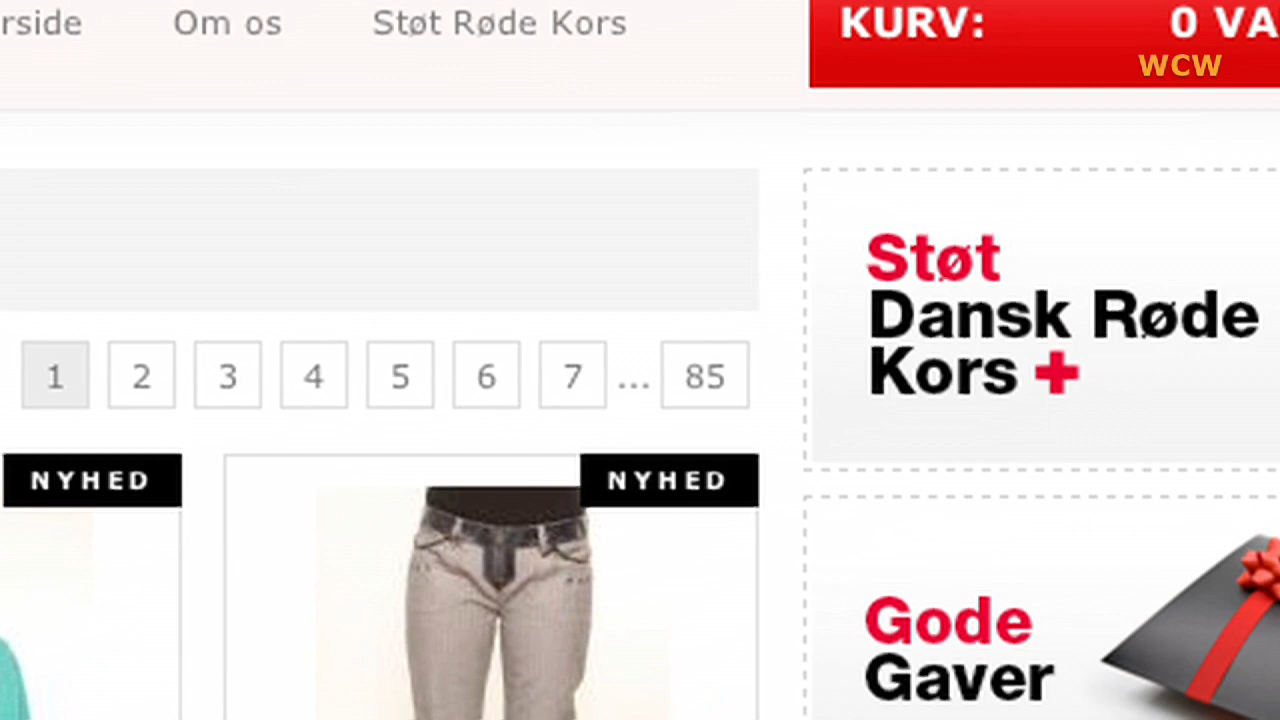 rside Om os Støt Røde Kors
KURV: 0 VA
WCW
Støt
Dansk Røde
Kors +
1 2 3 4 5 6 7 ... 85
NYHED NYHED
Gode
Gaver